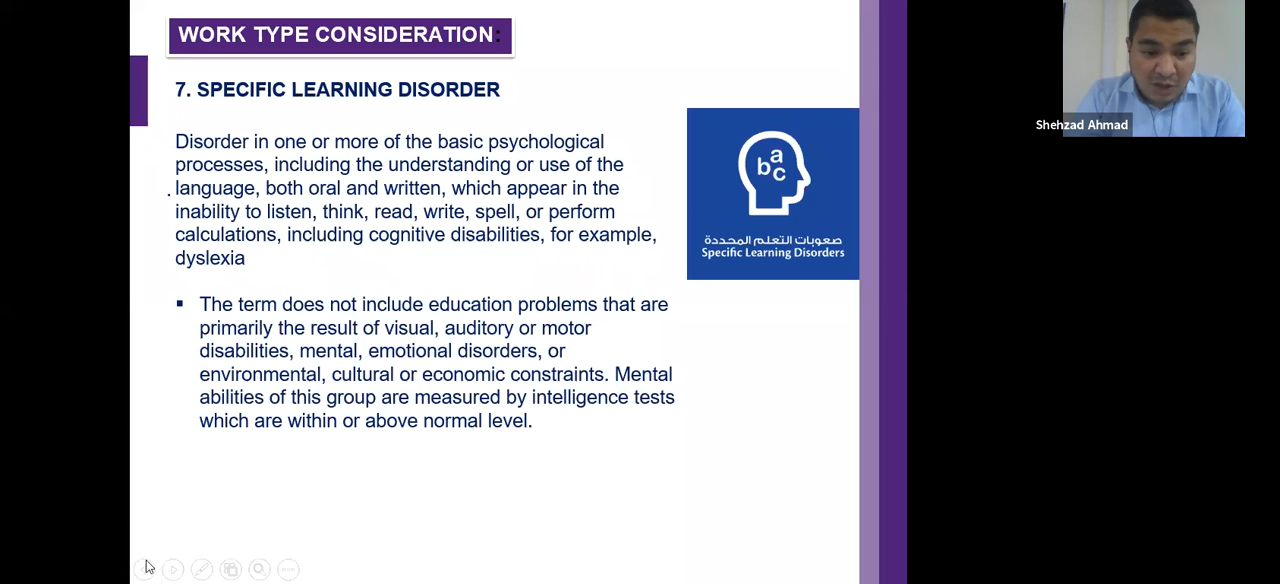 WORK TYPE CONSIDERATION:
7. SPECIFIC LEARNING DISORDER
Disorder in one or more of the basic psychological
processes, including the understanding or use of the
language, both oral and written, which appear in the
inability to listen, think, read, write, spell, or perform
calculations, including cognitive disabilities, for example,
dyslexia
▪ The term does not include education problems that are
primarily the result of visual, auditory or motor
disabilities, mental, emotional disorders, or
environmental, cultural or economic constraints. Mental
abilities of this group are measured by intelligence tests
which are within or above normal level.
a
b
c
صعوبات التعلم المحددة
Specific Learning Disorders
Shehzad Ahmad